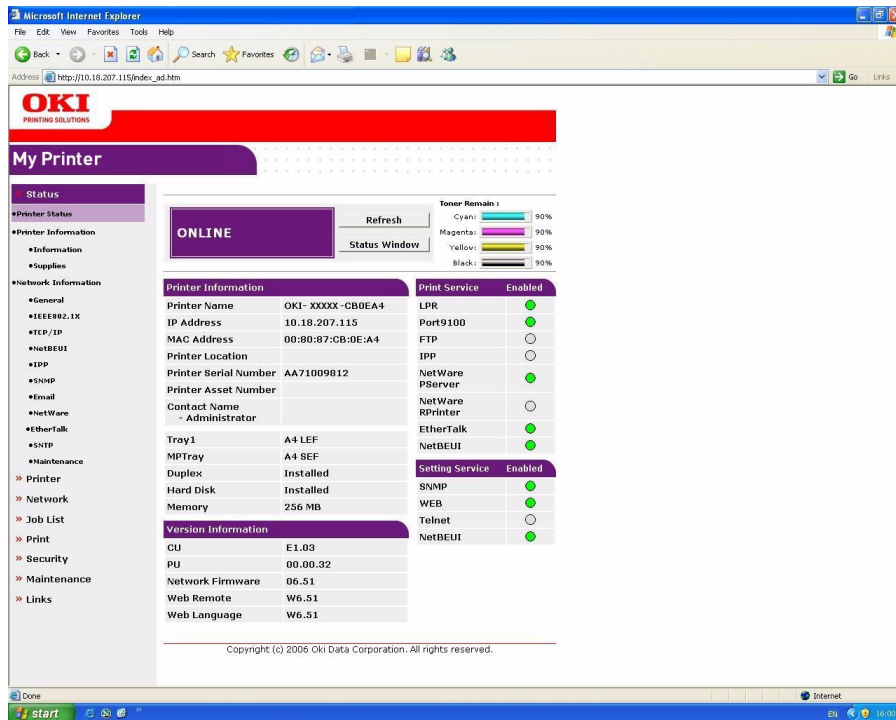 Microsoft Internet Explorer
File Edit View Favorites Tools Help
Back Search Favorites
Address http://10.18.207.115/index_ad.htm Go Links
OKI
PRINTING SOLUTIONS
My Printer
Status
Printer Status
Printer Information
Information
Supplies
Network Information
General
IEEE802.1X
TCP/IP
NetBEUI
IPP
SNMP
Email
NetWare
EtherTalk
SNTP
Maintenance
Printer
Network
Job List
Print
Security
Maintenance
Links
ONLINE
Refresh
Status Window
Toner Remain :
Cyan: 90%
Magenta: 90%
Yellow: 90%
Black: 90%
Printer Information
Printer Name OKI- XXXXX -CB0EA4
IP Address 10.18.207.115
MAC Address 00:80:87:CB:0E:A4
Printer Location
Printer Serial Number AA71009812
Printer Asset Number
Contact Name
- Administrator
Tray1 A4 LEF
MPTray A4 SEF
Duplex Installed
Hard Disk Installed
Memory 256 MB
Version Information
CU E1.03
PU 00.00.32
Network Firmware 06.51
Web Remote W6.51
Web Language W6.51
Print Service Enabled
LPR
Port9100
FTP
IPP
NetWare
PServer
NetWare
RPrinter
EtherTalk
NetBEUI
Setting Service Enabled
SNMP
WEB
Telnet
NetBEUI
Copyright (c) 2006 Oki Data Corporation. All rights reserved.
Done Internet
start EN 16:00